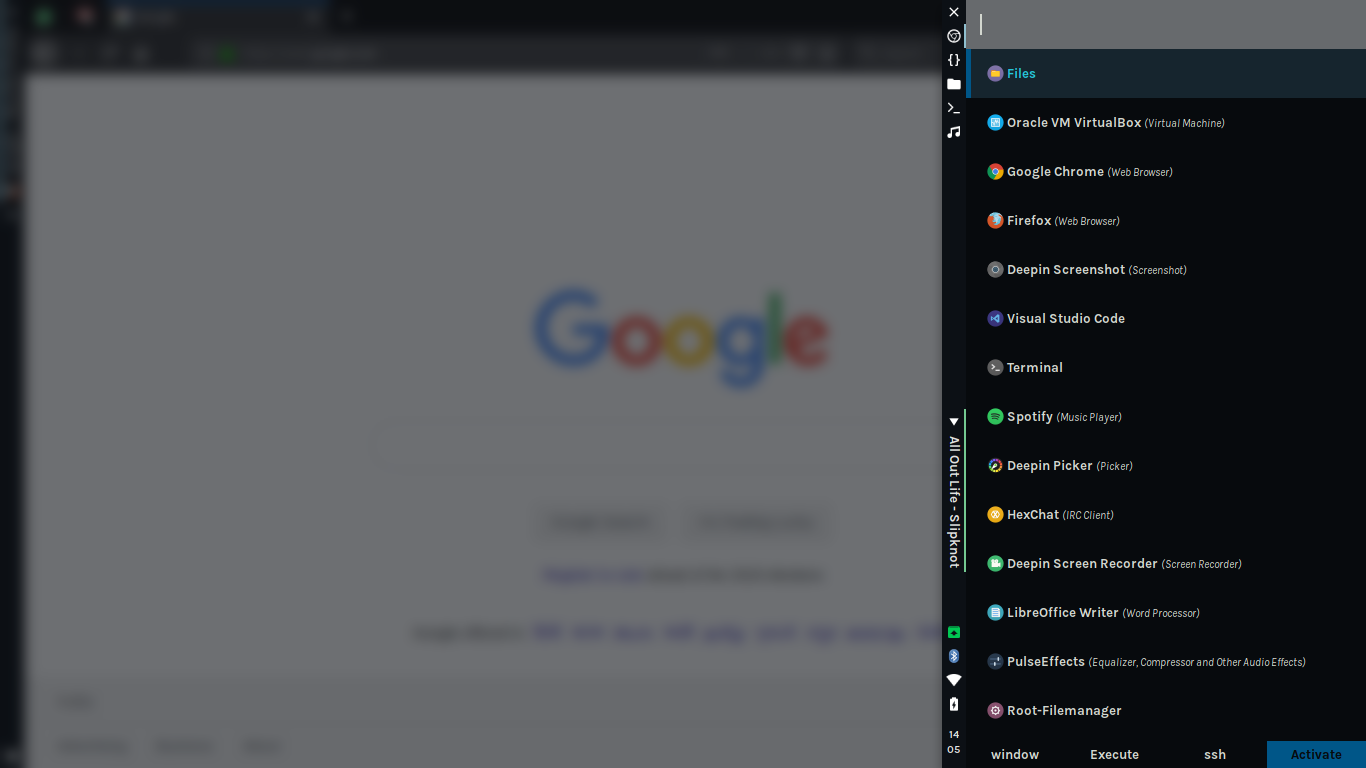 Google
All Out Life - Slipknot
14
05
Files
Oracle VM VirtualBox (Virtual Machine)
Google Chrome (Web Browser)
Firefox (Web Browser)
Deepin Screenshot (Screenshot)
Visual Studio Code
Terminal
Spotify (Music Player)
Deepin Picker (Picker)
HexChat (IRC Client)
Deepin Screen Recorder (Screen Recorder)
LibreOffice Writer (Word Processor)
PulseEffects (Equalizer, Compressor and Other Audio Effects)
Root-Filemanager
window Execute ssh Activate